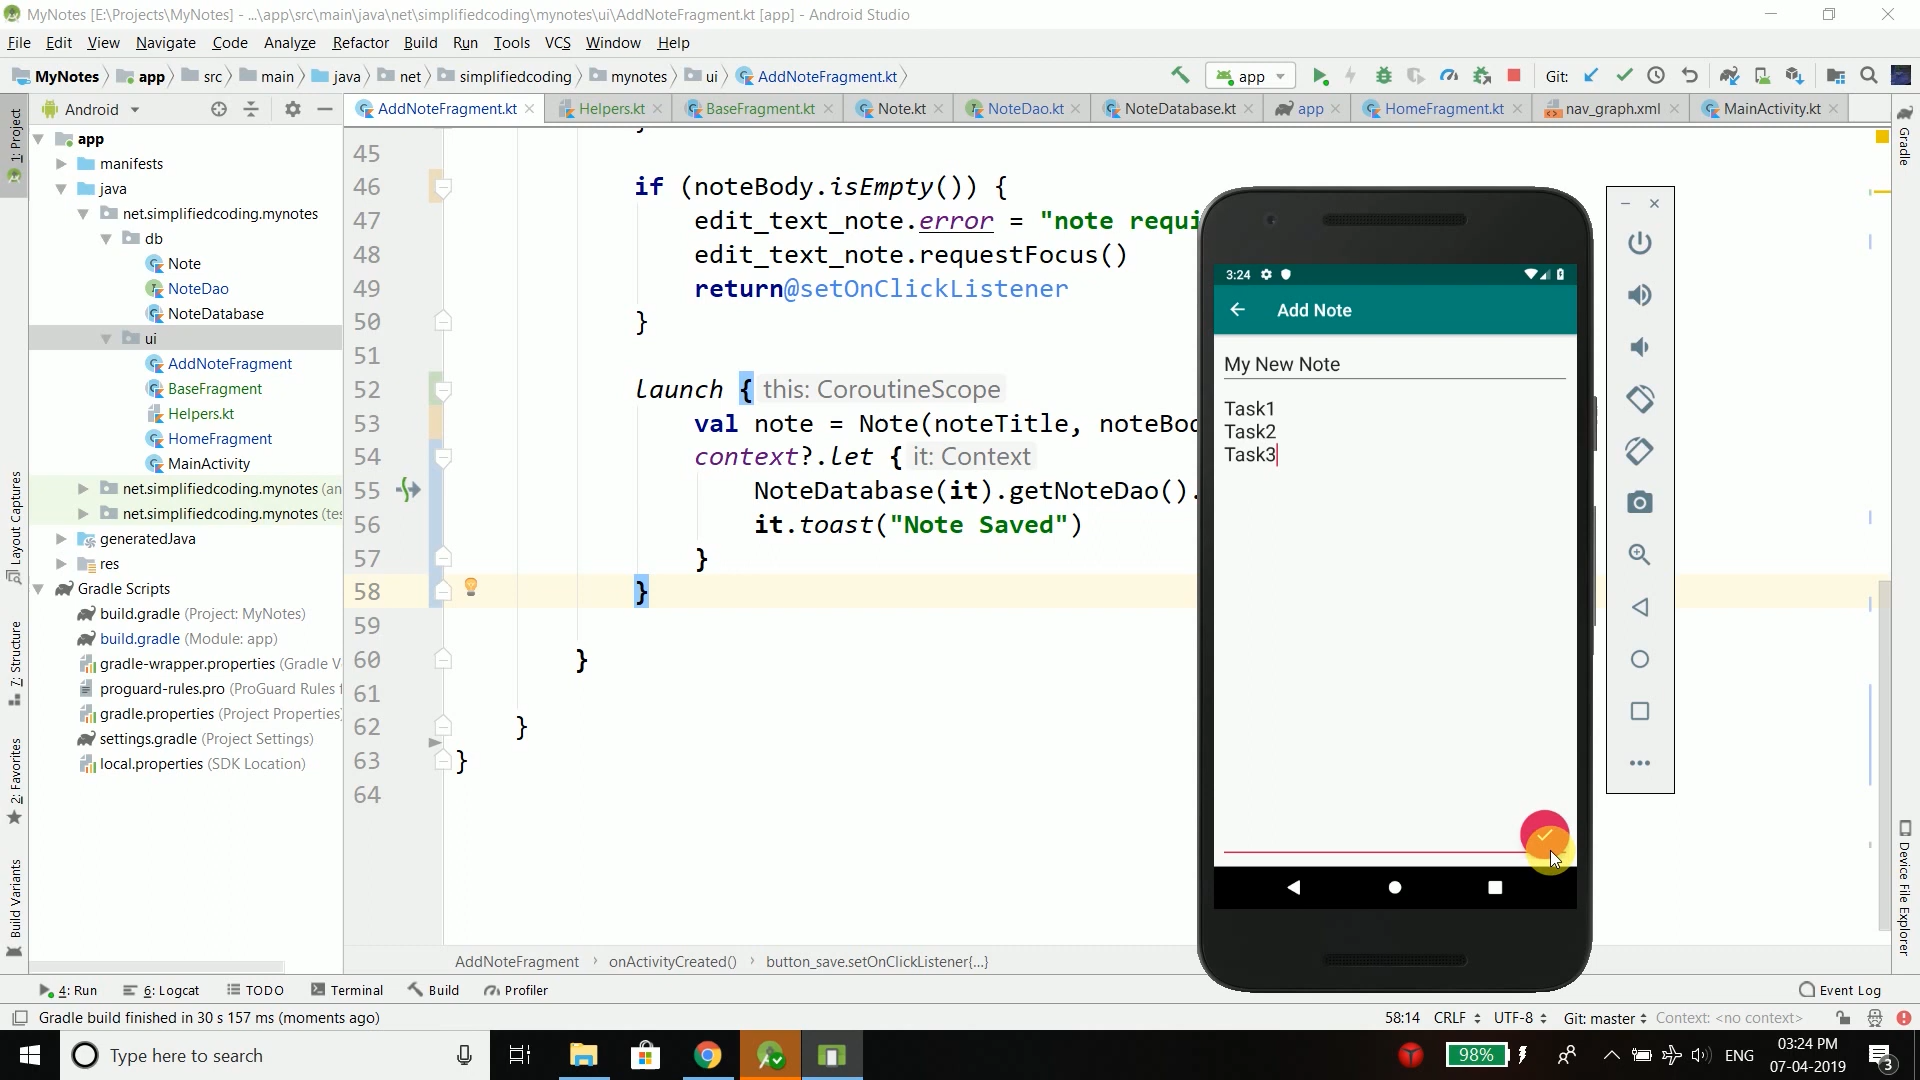 MyNotes [E:\Projects\MyNotes] - ...\app\src\main\java\net\simplifiedcoding\mynotes\ui\AddNoteFragment.kt [app] - Android Studio
File Edit View Navigate Code Analyze Refactor Build Run Tools VCS Window Help
MyNotes app src main java net simplifiedcoding mynotes ui AddNoteFragment.kt app Git:
Android AddNoteFragment.kt Helpers.kt BaseFragment.kt Note.kt NoteDao.kt NoteDatabase.kt app HomeFragment.kt nav_graph.xml MainActivity.kt
1: Project
Layout Captures
7: Structure
2: Favorites
Build Variants
app
manifests
java
net.simplifiedcoding.mynotes
db
Note
NoteDao
NoteDatabase
ui
AddNoteFragment
BaseFragment
Helpers.kt
HomeFragment
MainActivity
net.simplifiedcoding.mynotes (an
net.simplifiedcoding.mynotes (tes
generatedJava
res
Gradle Scripts
build.gradle (Project: MyNotes)
build.gradle (Module: app)
gradle-wrapper.properties (Gradle V
proguard-rules.pro (ProGuard Rules f
gradle.properties (Project Properties)
settings.gradle (Project Settings)
local.properties (SDK Location)
45
46 if (noteBody.isEmpty()) {
47 edit_text_note.error = "note requi
48 edit_text_note.requestFocus()
49 return@setOnClickListener
50 }
51
52 launch { this: CoroutineScope
53 val note = Note(noteTitle, noteBod
54 context?.let { it: Context
55 NoteDatabase(it).getNoteDao().
56 it.toast("Note Saved")
57 }
58 }
59
60 }
61
62 }
63 }
64
3:24
Add Note
My New Note
Task1
Task2
Task3
Gradle
Device File Explorer
AddNoteFragment onActivityCreated() button_save.setOnClickListener{...}
4: Run 6: Logcat TODO Terminal Build Profiler Event Log
Gradle build finished in 30 s 157 ms (moments ago) 58:14 CRLF UTF-8 Git: master Context: <no context>
Type here to search 98% ENG 03:24 PM
07-04-2019 3